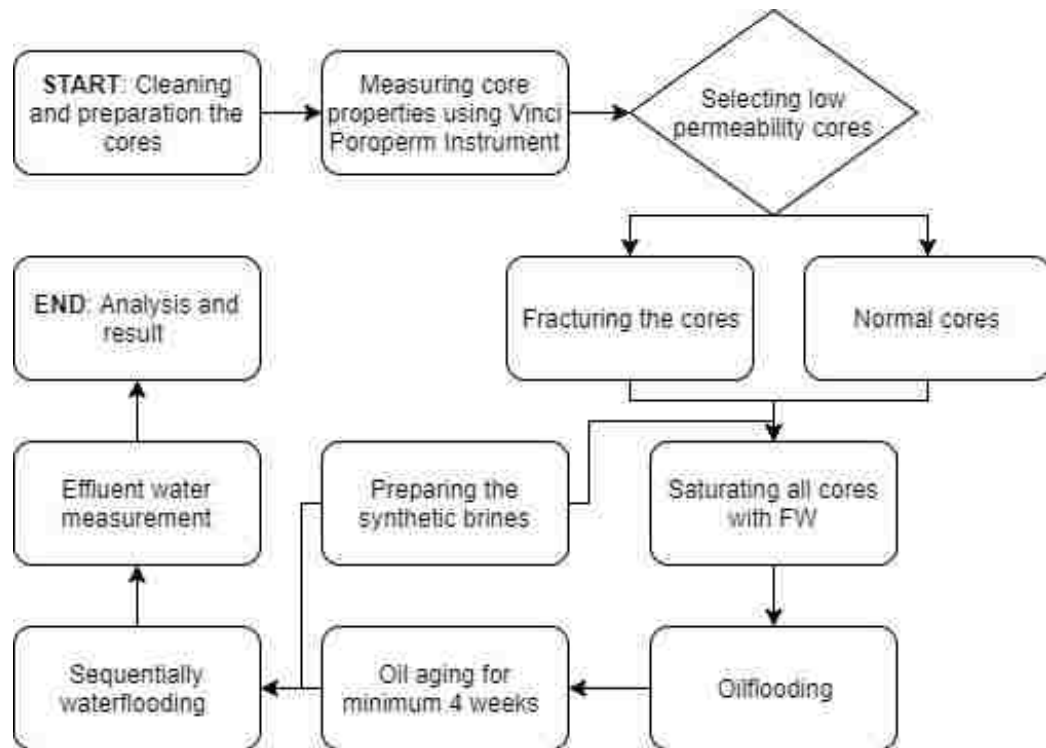 START: Cleaning
and preparation the
cores
Measuring core
properties using Vinci
Poroperm Instrument
Selecting low
permeability cores
Fracturing the cores
Normal cores
END: Analysis and
result
Effluent water
measurement
Preparing the
synthetic brines
Saturating all cores
with FW
Sequentially
waterflooding
Oil aging for
minimum 4 weeks
Oilflooding